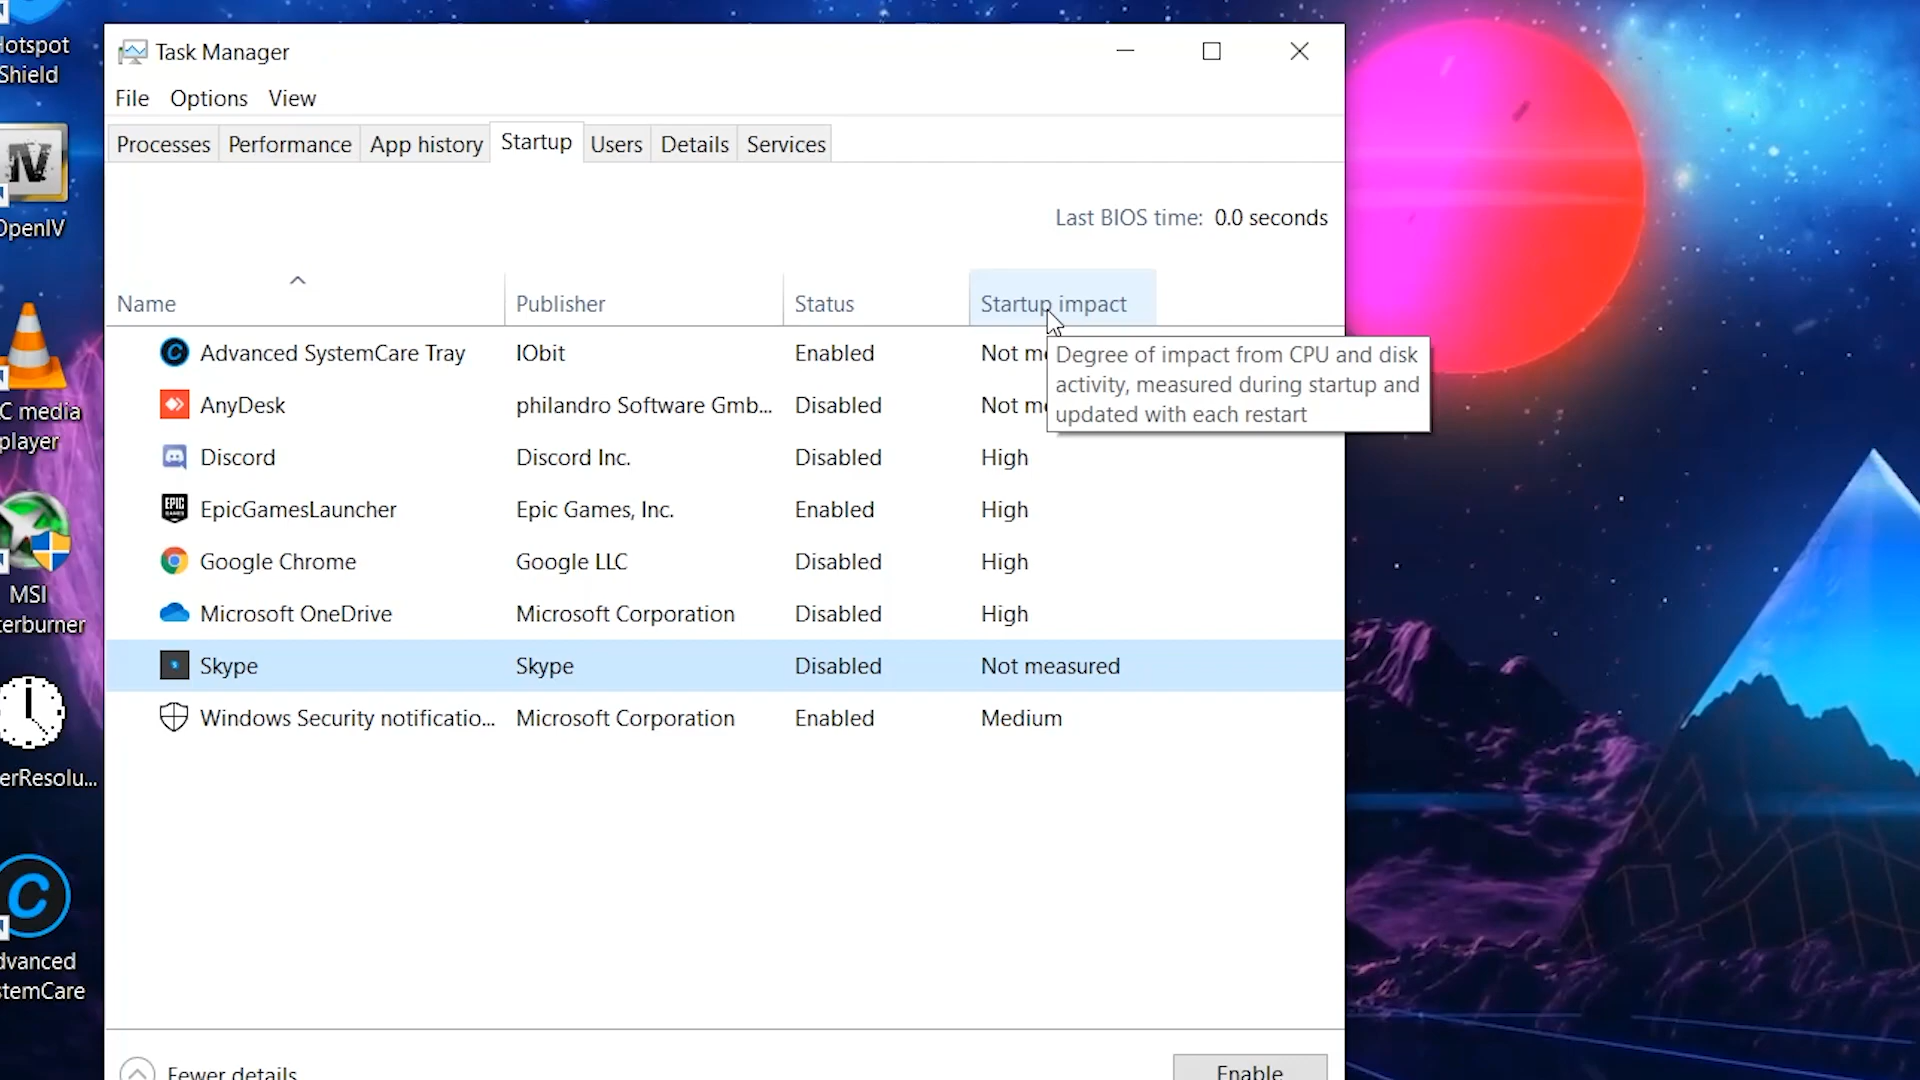 Hotspot
Shield
OpenIV
C media
player
MSI
terburner
erResolu...
dvanced
stemCare
Task Manager
File Options View
Processes Performance App history Startup Users Details Services
Last BIOS time: 0.0 seconds
Name Publisher Status Startup impact
Advanced SystemCare Tray IObit Enabled Not m
AnyDesk philandro Software Gmb... Disabled Not m
Degree of impact from CPU and disk
activity, measured during startup and
updated with each restart
Discord Discord Inc. Disabled High
EPIC
GAMES
EpicGamesLauncher Epic Games, Inc. Enabled High
Google Chrome Google LLC Disabled High
Microsoft OneDrive Microsoft Corporation Disabled High
Skype Skype Disabled Not measured
Windows Security notificatio... Microsoft Corporation Enabled Medium
Fewer details
Enable